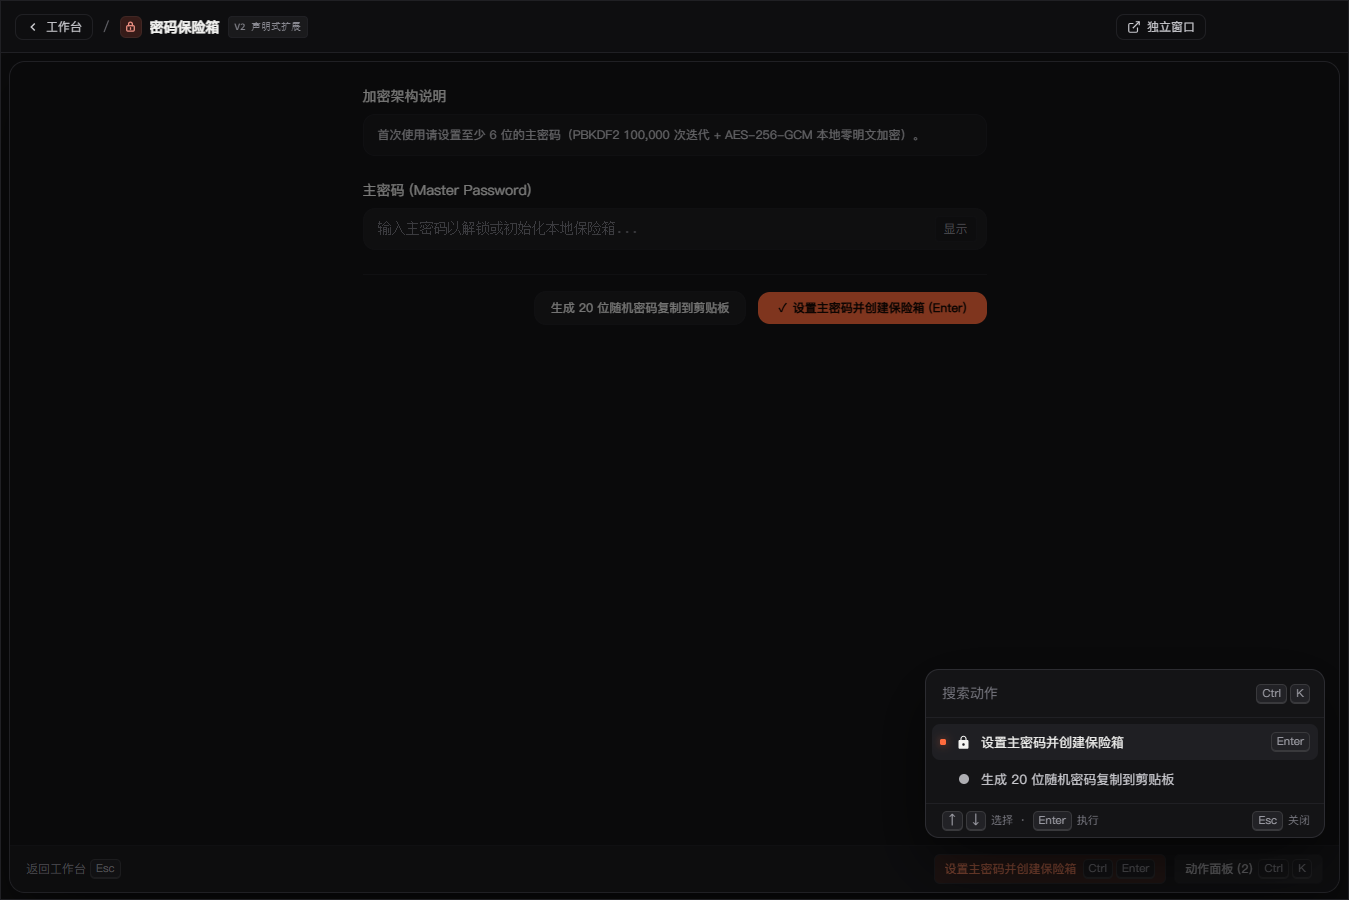 工作台 / 密码保险箱 V2 声明式扩展 独立窗口
加密架构说明
首次使用请设置至少 6 位的主密码（PBKDF2 100,000 次迭代 + AES-256-GCM 本地零明文加密）。
主密码 (Master Password)
输入主密码以解锁或初始化本地保险箱... 显示
生成 20 位随机密码复制到剪贴板 ✓ 设置主密码并创建保险箱 (Enter)
搜索动作 Ctrl K
设置主密码并创建保险箱 Enter
生成 20 位随机密码复制到剪贴板
↑ ↓ 选择 · Enter 执行 Esc 关闭
返回工作台 Esc 设置主密码并创建保险箱 Ctrl Enter 动作面板 (2) Ctrl K